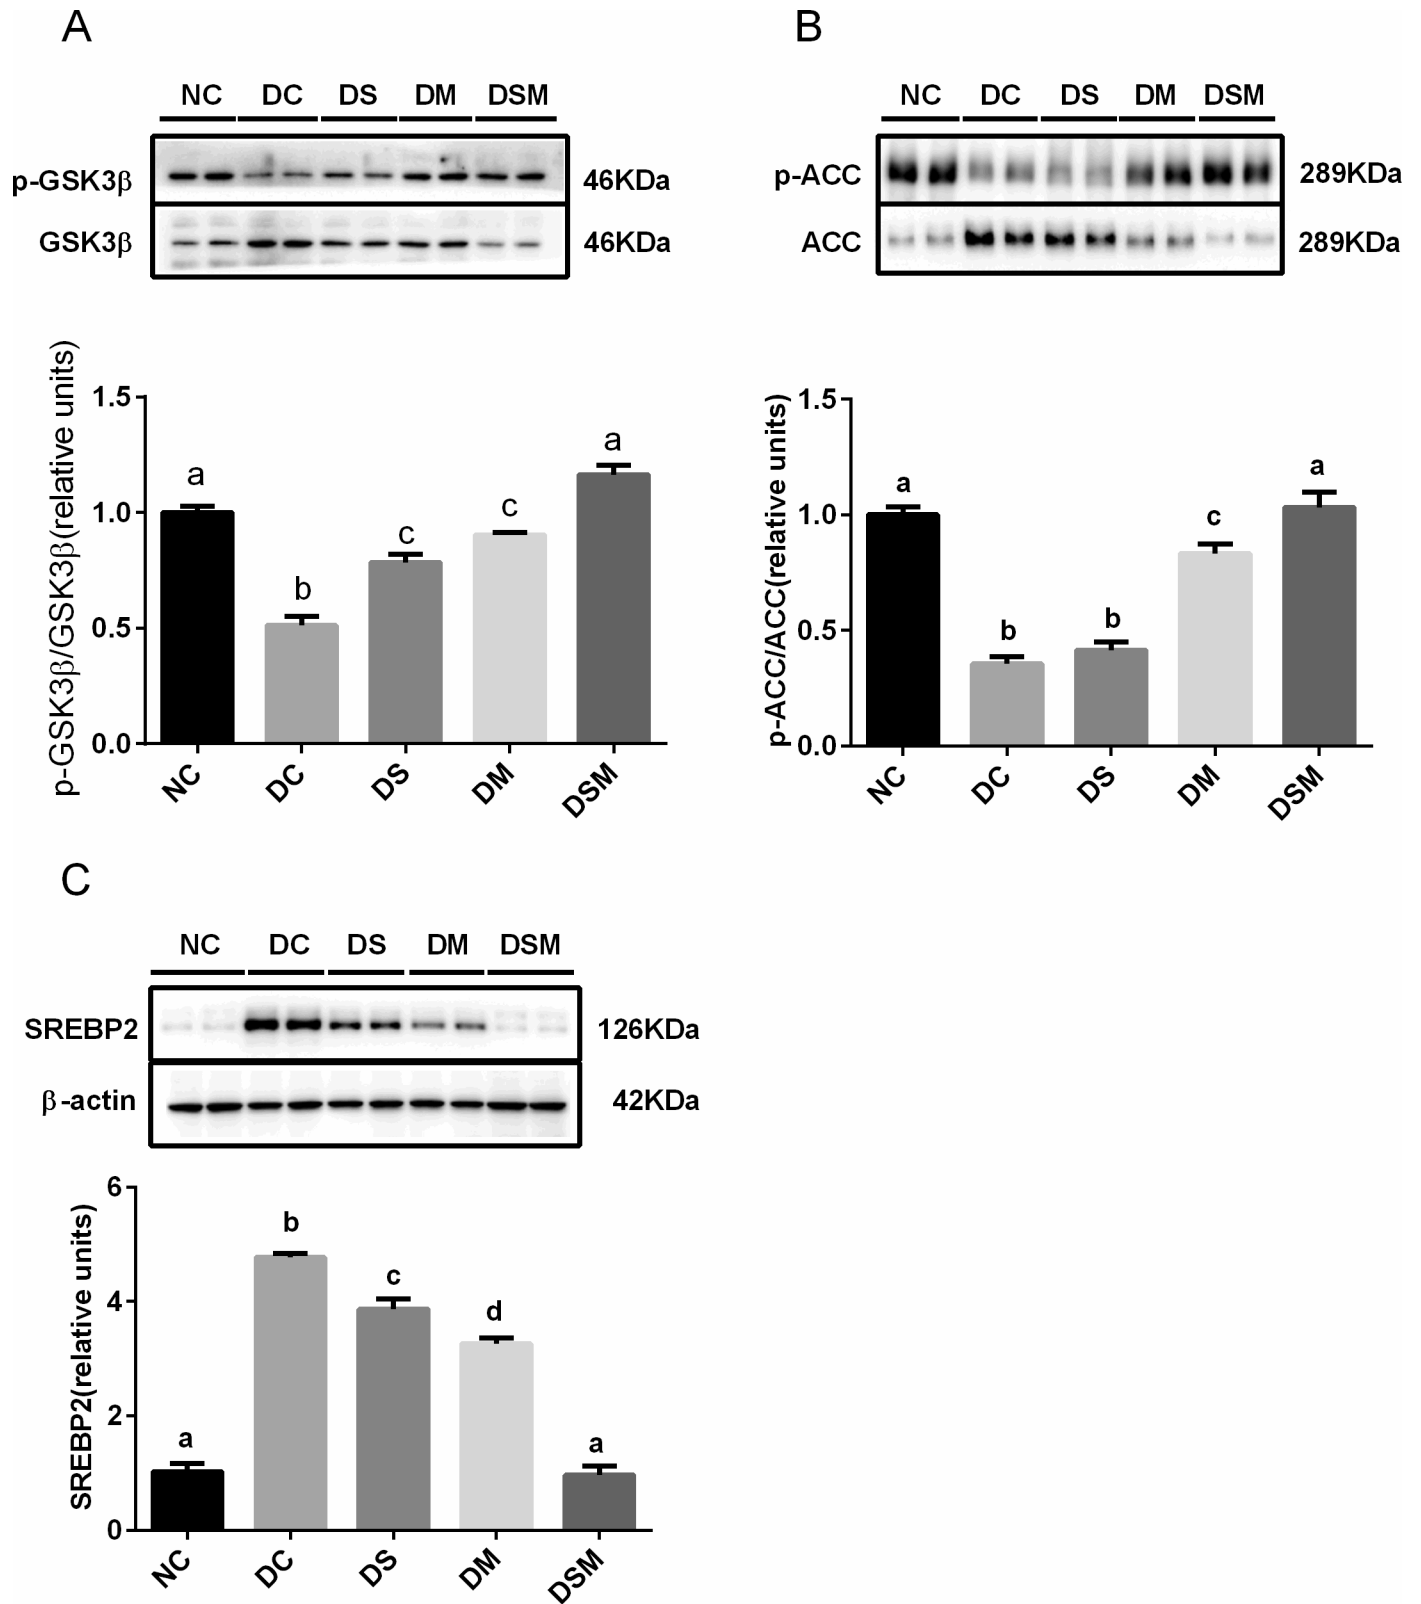 A
NC DC DS DM DSM
p-GSK3β 46KDa
GSK3β 46KDa
p-GSK3β/GSK3β(relative units)
1.5
1.0
0.5
0.0
a
b
c
c
a
NC DC DS DM DSM
B
NC DC DS DM DSM
p-ACC 289KDa
ACC 289KDa
p-ACC/ACC(relative units)
1.5
1.0
0.5
0.0
a
b
b
c
a
NC DC DS DM DSM
C
NC DC DS DM DSM
SREBP2 126KDa
β-actin 42KDa
SREBP2(relative units)
6
4
2
0
a
b
c
d
a
NC DC DS DM DSM